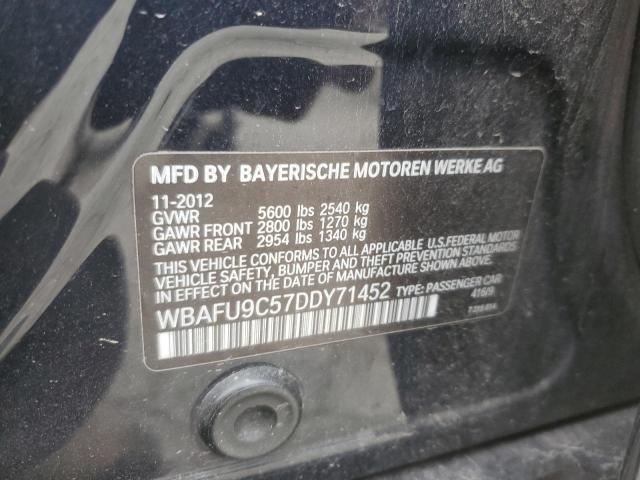 MFD BY BAYERISCHE MOTOREN WERKE AG
11-2012
GVWR 5600 lbs 2540 kg
GAWR FRONT 2800 lbs 1270 kg
GAWR REAR 2954 lbs 1340 kg
THIS VEHICLE CONFORMS TO ALL APPLICABLE U.S.FEDERAL MOTOR
VEHICLE SAFETY, BUMPER AND THEFT PREVENTION STANDARDS
IN EFFECT ON THE DATE OF MANUFACTURE SHOWN ABOVE.
WBAFU9C57DDY71452 TYPE: PASSENGER CAR
416/9